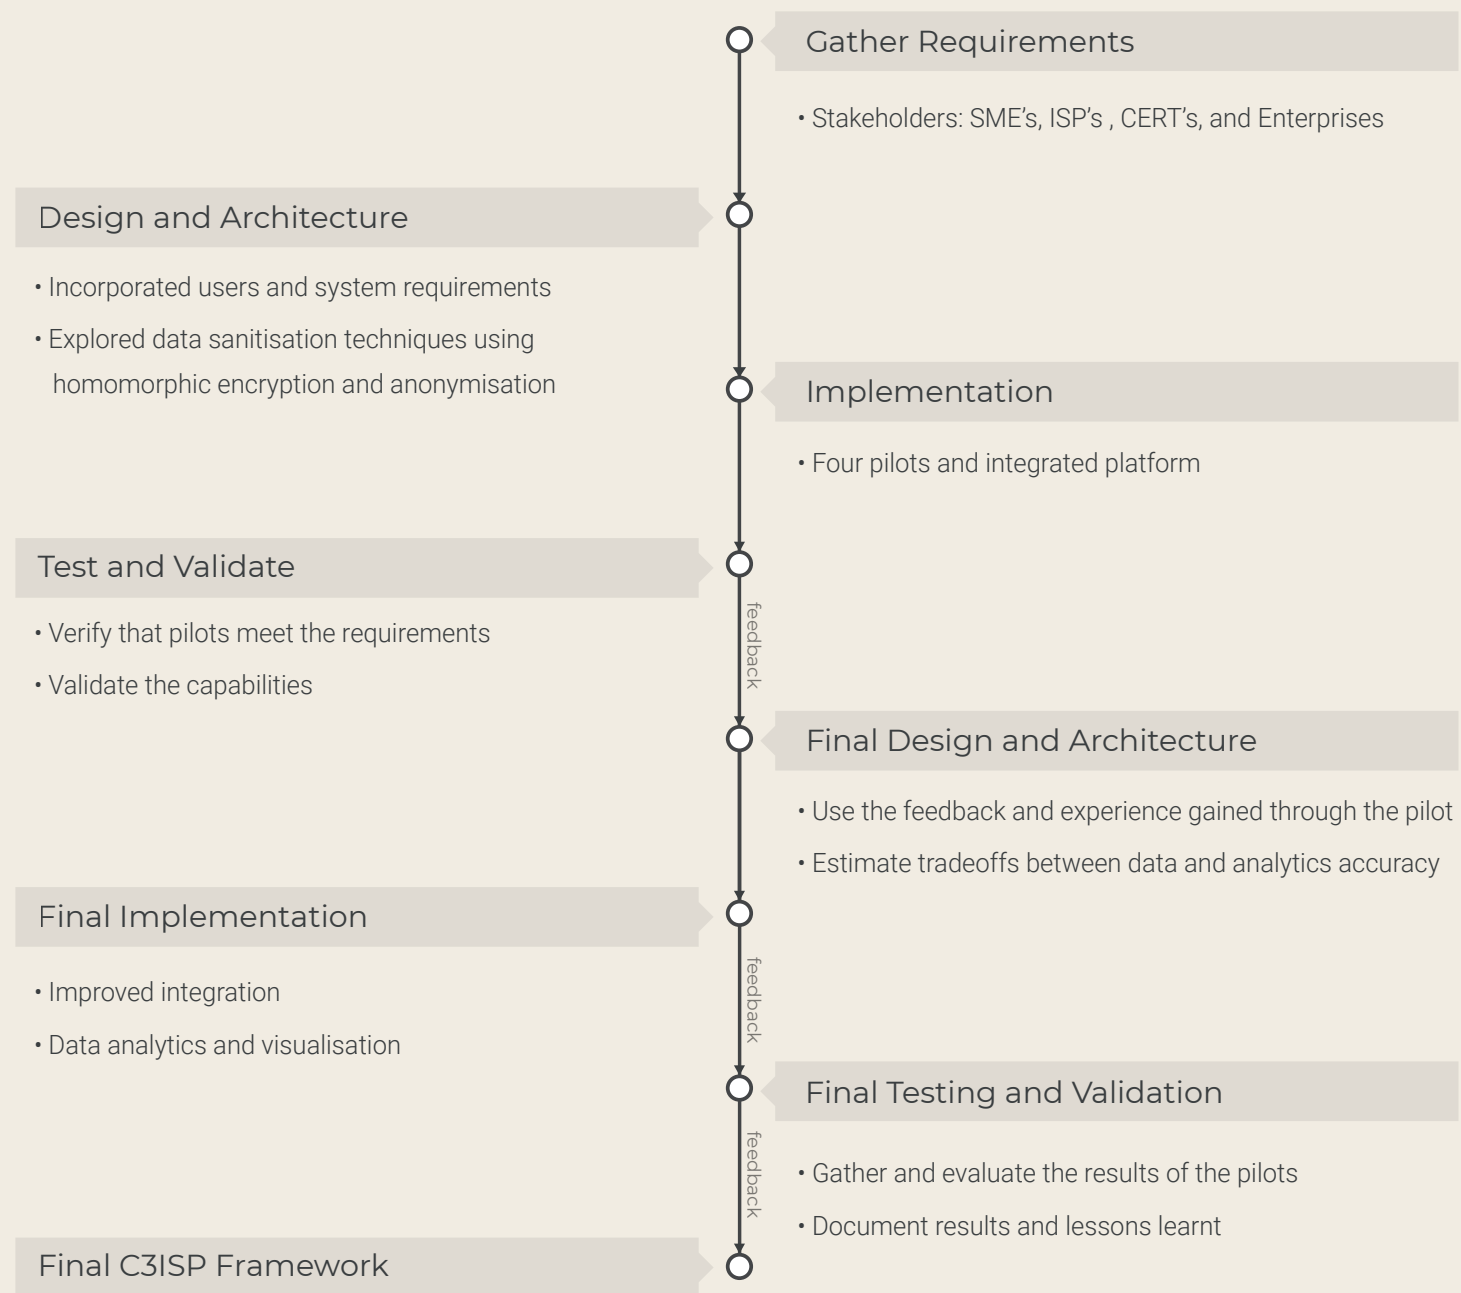 Gather Requirements
• Stakeholders: SME's, ISP's , CERT's, and Enterprises
Design and Architecture
• Incorporated users and system requirements
• Explored data sanitisation techniques using
homomorphic encryption and anonymisation
Implementation
• Four pilots and integrated platform
Test and Validate
• Verify that pilots meet the requirements
• Validate the capabilities
feedback
Final Design and Architecture
• Use the feedback and experience gained through the pilot
• Estimate tradeoffs between data and analytics accuracy
Final Implementation
• Improved integration
• Data analytics and visualisation
feedback
Final Testing and Validation
• Gather and evaluate the results of the pilots
• Document results and lessons learnt
feedback
Final C3ISP Framework